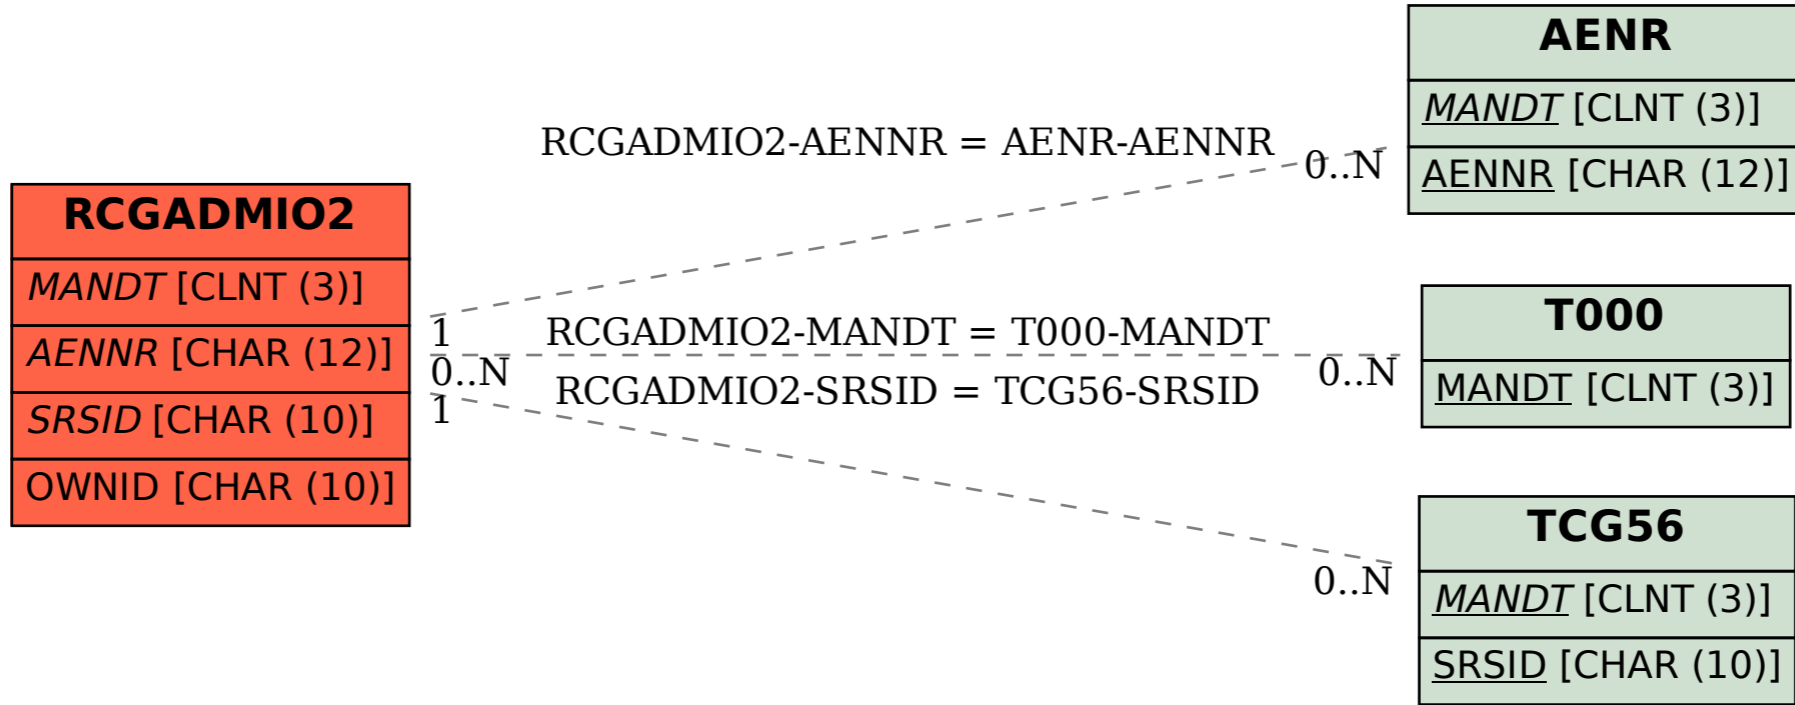 RCGADMIO2
MANDT [CLNT (3)]
AENNR [CHAR (12)]
SRSID [CHAR (10)]
OWNID [CHAR (10)]
RCGADMIO2-AENNR = AENR-AENNR
0..N
1
RCGADMIO2-MANDT = T000-MANDT
0..N
0..N
RCGADMIO2-SRSID = TCG56-SRSID
1
0..N
AENR
MANDT [CLNT (3)]
AENNR [CHAR (12)]
T000
MANDT [CLNT (3)]
TCG56
MANDT [CLNT (3)]
SRSID [CHAR (10)]